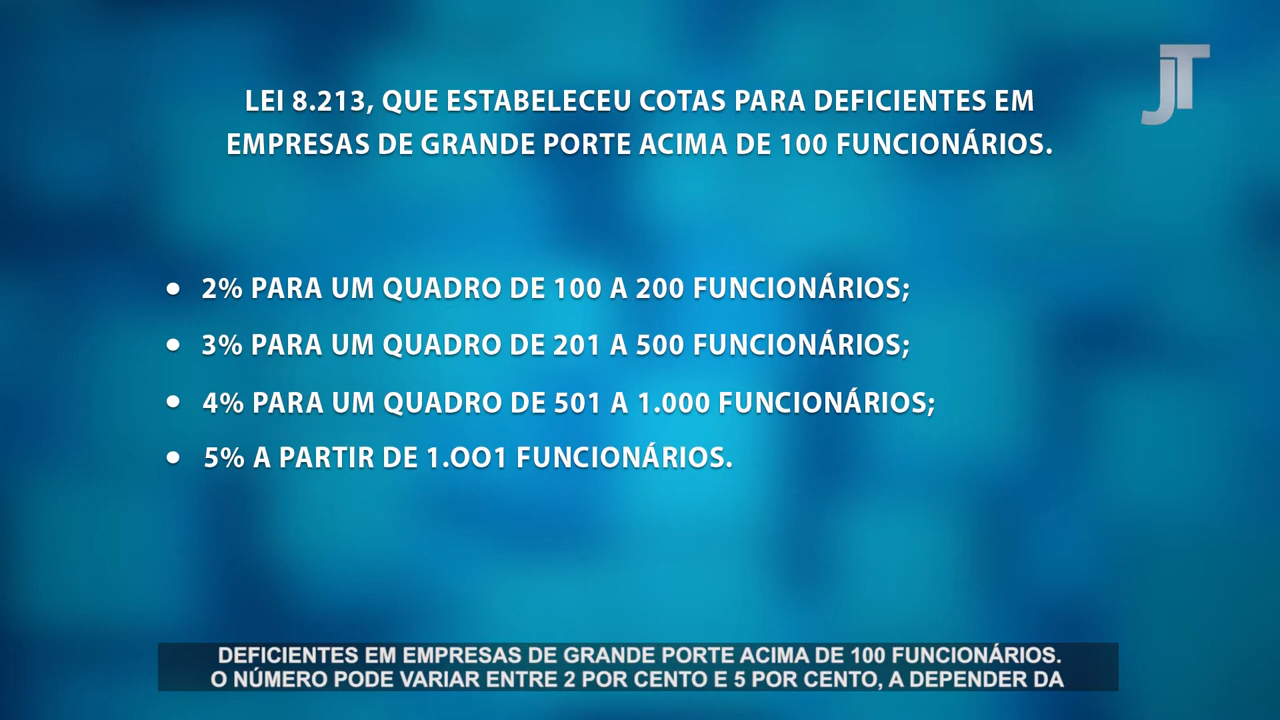 JT
LEI 8.213, QUE ESTABELECEU COTAS PARA DEFICIENTES EM
EMPRESAS DE GRANDE PORTE ACIMA DE 100 FUNCIONÁRIOS.
• 2% PARA UM QUADRO DE 100 A 200 FUNCIONÁRIOS;
• 3% PARA UM QUADRO DE 201 A 500 FUNCIONÁRIOS;
• 4% PARA UM QUADRO DE 501 A 1.000 FUNCIONÁRIOS;
• 5% A PARTIR DE 1.OO1 FUNCIONÁRIOS.
DEFICIENTES EM EMPRESAS DE GRANDE PORTE ACIMA DE 100 FUNCIONÁRIOS.
O NÚMERO PODE VARIAR ENTRE 2 POR CENTO E 5 POR CENTO, A DEPENDER DA